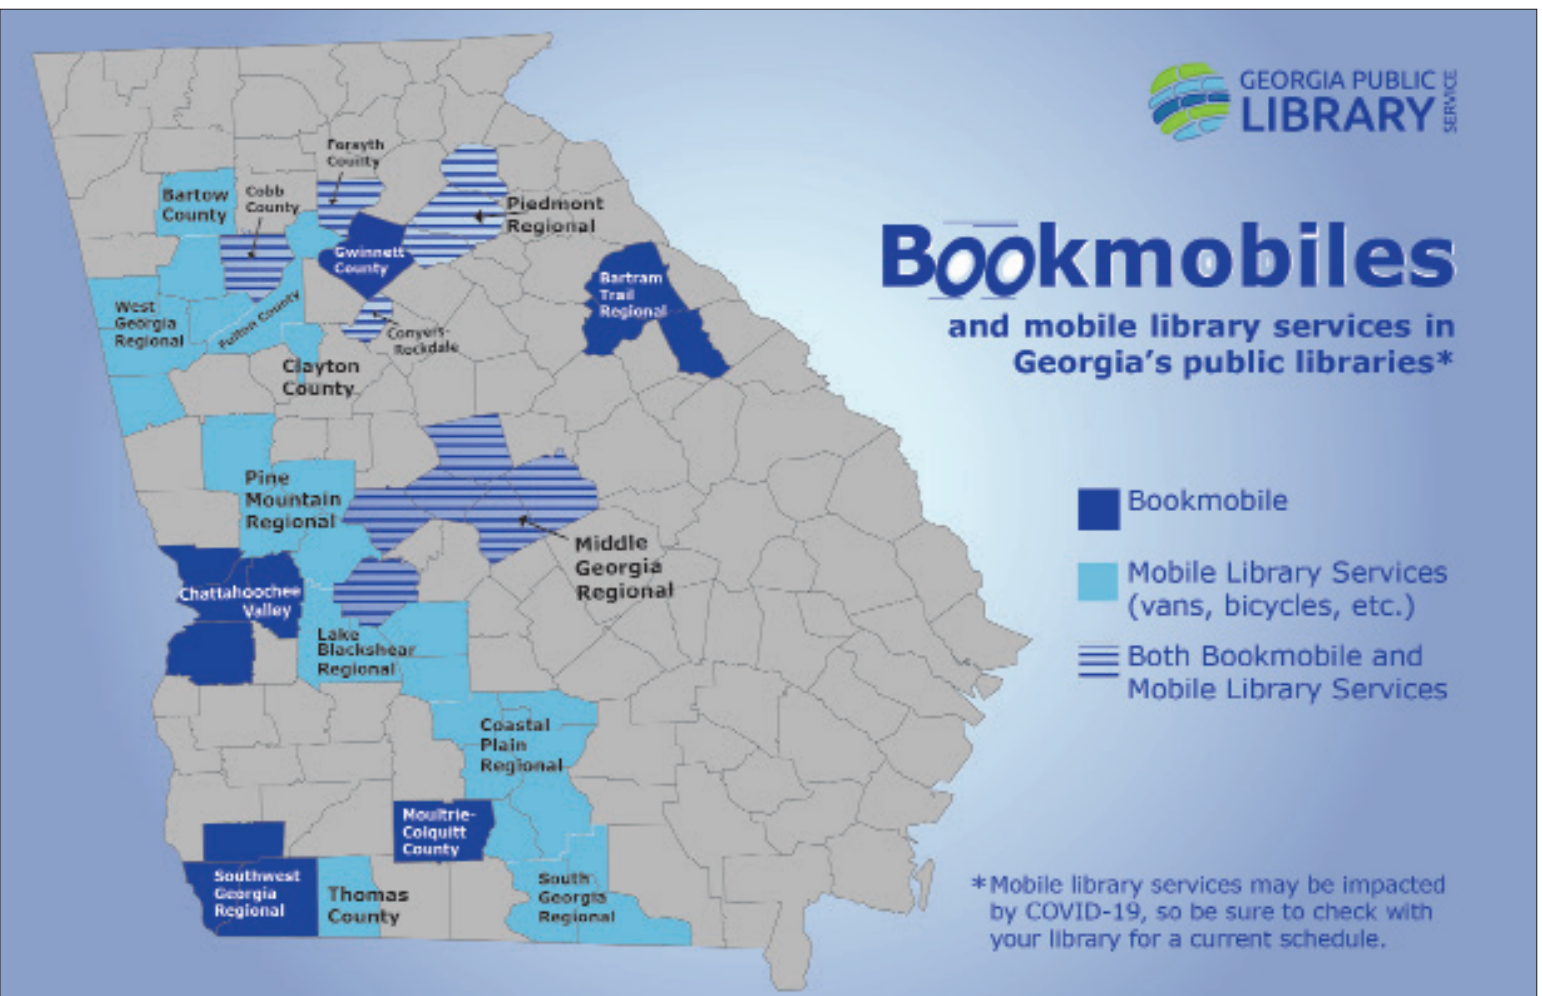 GEORGIA PUBLIC
LIBRARY
SERVICE
Bookmobiles
and mobile library services in
Georgia's public libraries*
Bookmobile
Mobile Library Services
(vans, bicycles, etc.)
Both Bookmobile and
Mobile Library Services
*Mobile library services may be impacted
by COVID-19, so be sure to check with
your library for a current schedule.
Forsyth
County
Bartow
County
Cobb
County
Piedmont
Regional
Gwinnett
County
Bartram
Trail
Regional
West
Georgia
Regional
Fulton County
Conyers-
Rockdale
Clayton
County
Pine
Mountain
Regional
Middle
Georgia
Regional
Chattahoochee
Valley
Lake
Blackshear
Regional
Coastal
Plain
Regional
Moultrie-
Colquitt
County
Southwest
Georgia
Regional
Thomas
County
South
Georgia
Regional